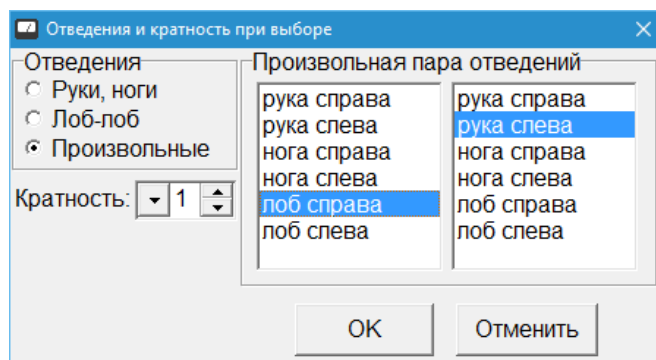 Отведения и кратность при выборе
Отведения
Руки, ноги
Лоб-лоб
Произвольные
Кратность: 1
Произвольная пара отведений
рука справа
рука слева
нога справа
нога слева
лоб справа
лоб слева
рука справа
рука слева
нога справа
нога слева
лоб справа
лоб слева
OK
Отменить